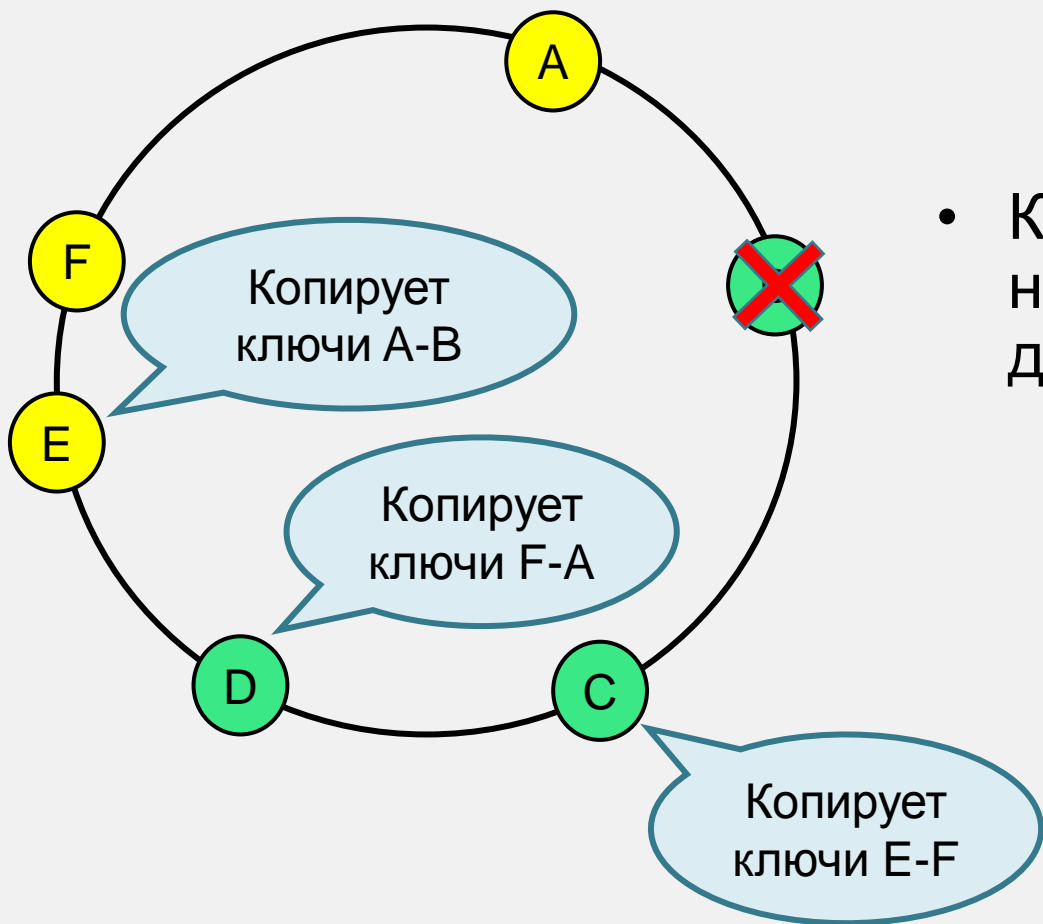 A
F
Копирует
ключи A-B
E
Копирует
ключи F-A
D
C
Копирует
ключи E-F
•